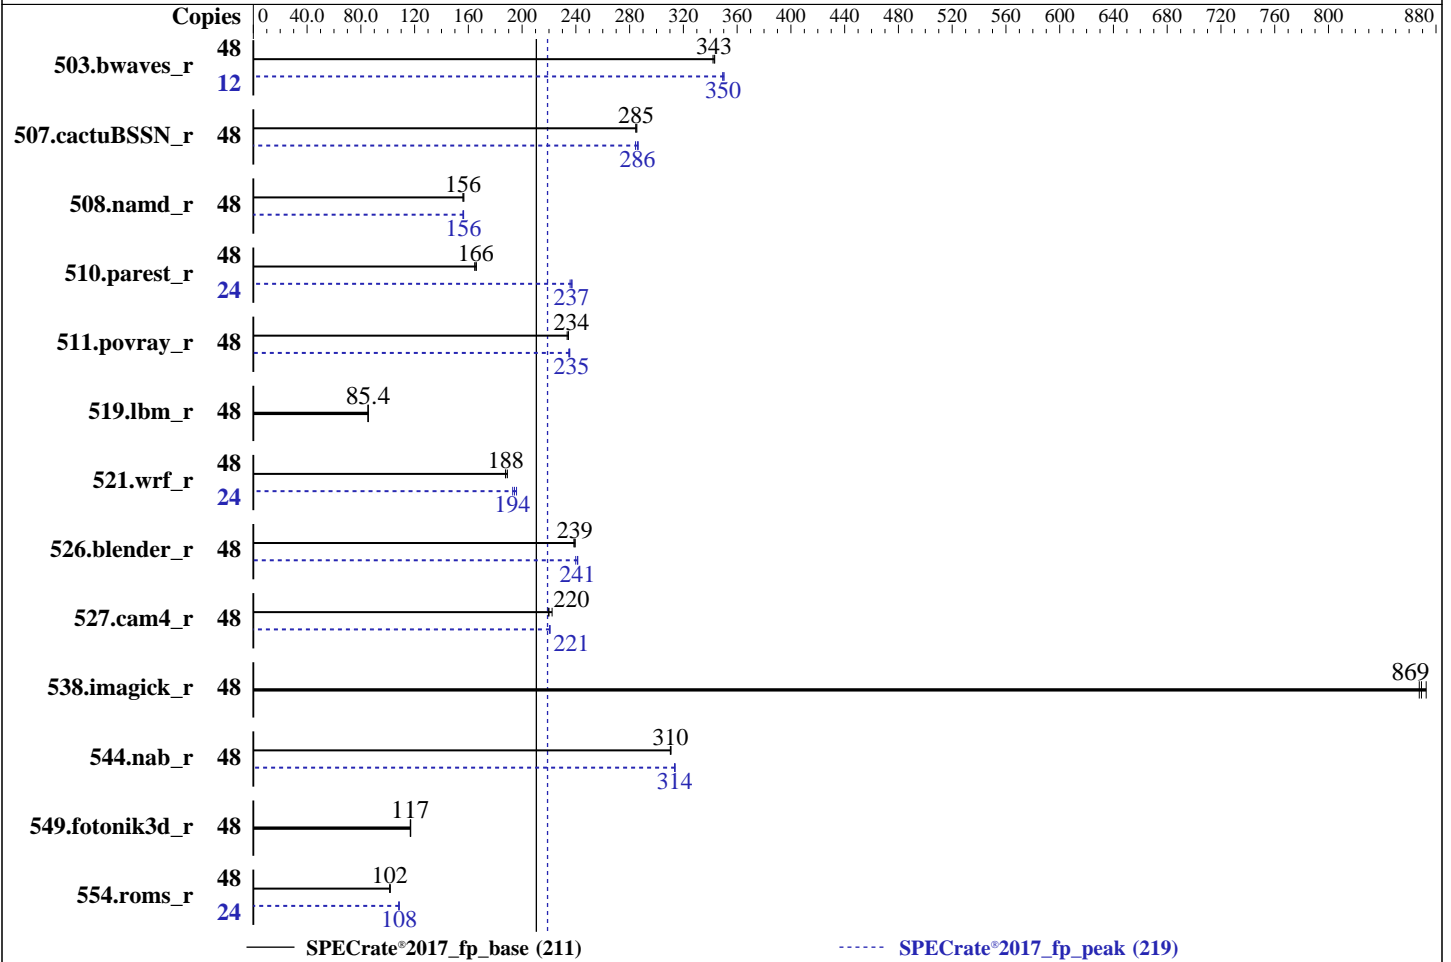 Copies 0 40.0 80.0 120 160 200 240 280 320 360 400 440 480 520 560 600 640 680 720 760 800 880
503.bwaves_r 48 343
12 350
507.cactuBSSN_r 48 285
286
508.namd_r 48 156
156
510.parest_r 48 166
24 237
511.povray_r 48 234
235
519.lbm_r 48 85.4
521.wrf_r 48 188
24 194
526.blender_r 48 239
241
527.cam4_r 48 220
221
538.imagick_r 48 869
544.nab_r 48 310
314
549.fotonik3d_r 48 117
554.roms_r 48 102
24 108
SPECrate®2017_fp_base (211) SPECrate®2017_fp_peak (219)